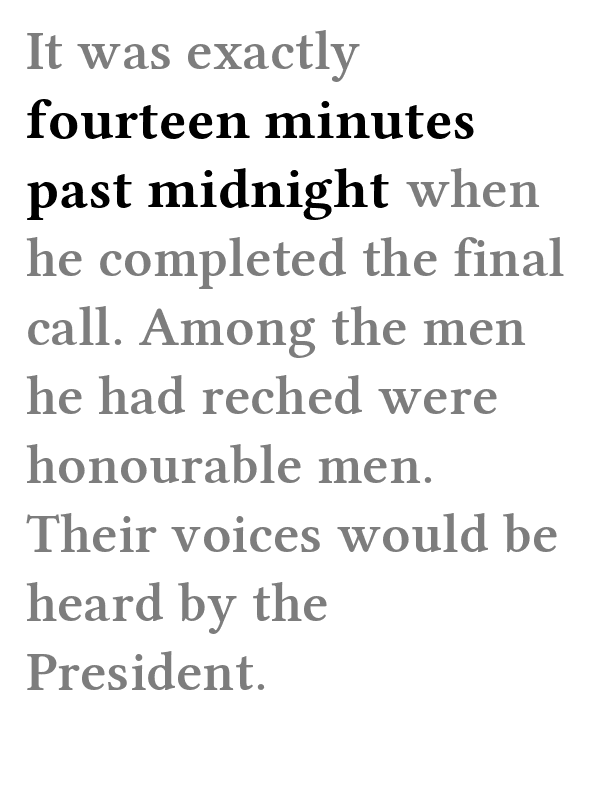 It was exactly
fourteen minutes
past midnight when
he completed the final
call. Among the men
he had reched were
honourable men.
Their voices would be
heard by the
President.